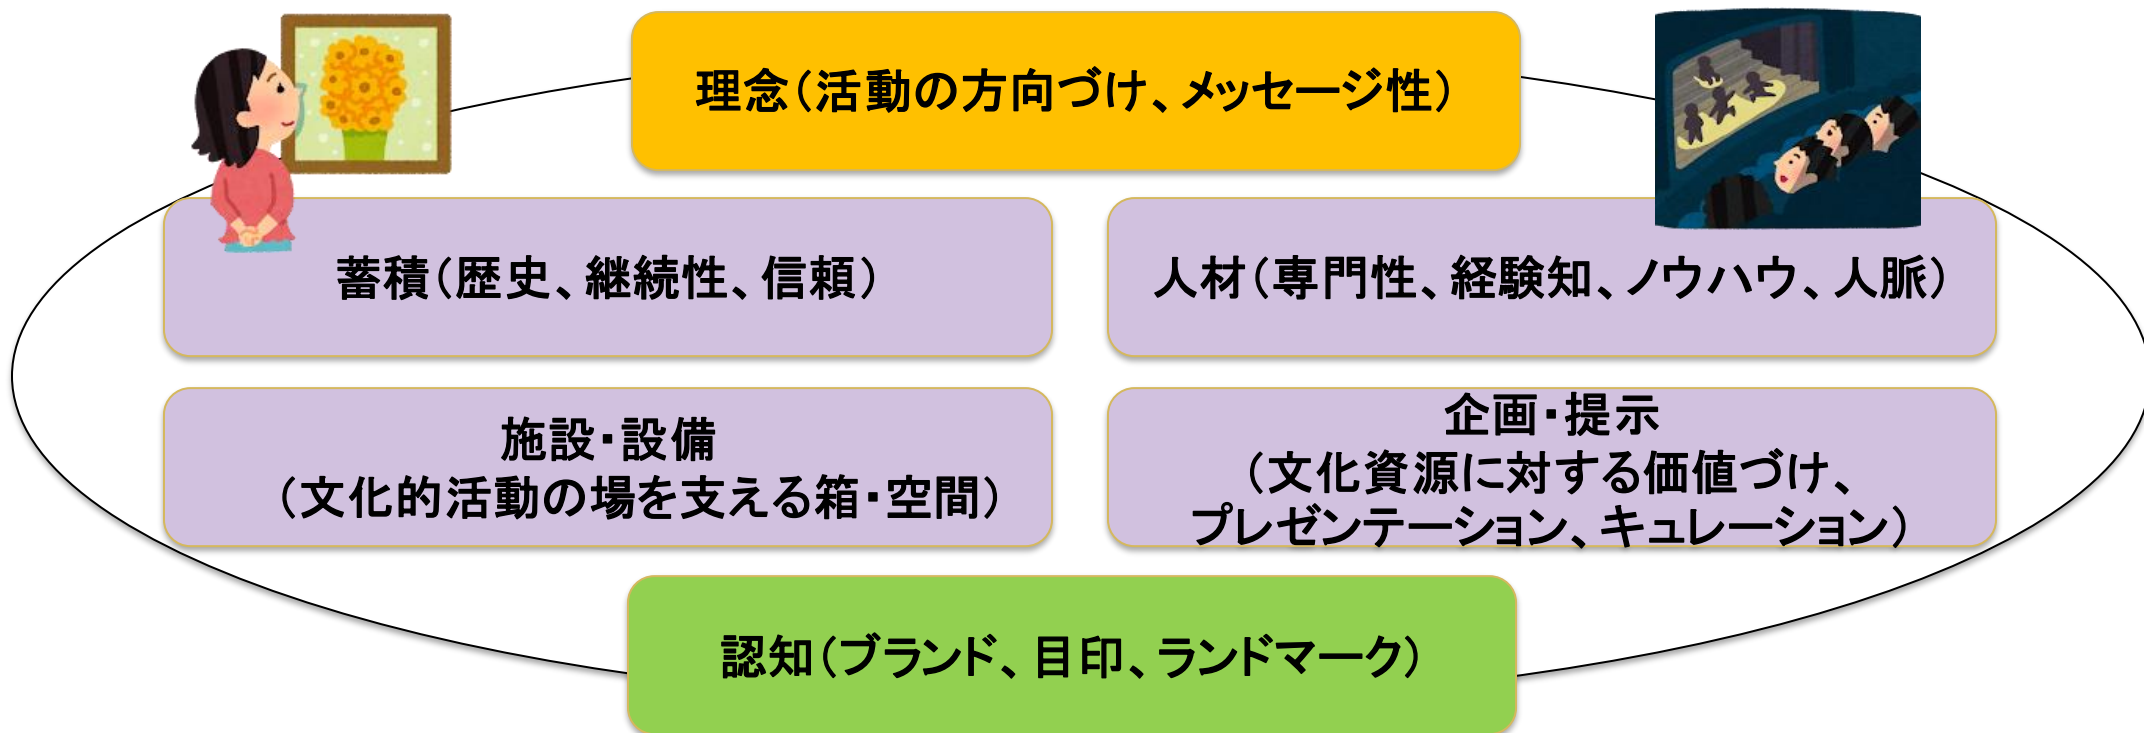 理念（活動の方向づけ、メッセージ性）
蓄積（歴史、継続性、信頼）
人材（専門性、経験知、ノウハウ、人脈）
施設・設備
（文化的活動の場を支える箱・空間）
企画・提示
（文化資源に対する価値づけ、
プレゼンテーション、キュレーション）
認知（ブランド、目印、ランドマーク）